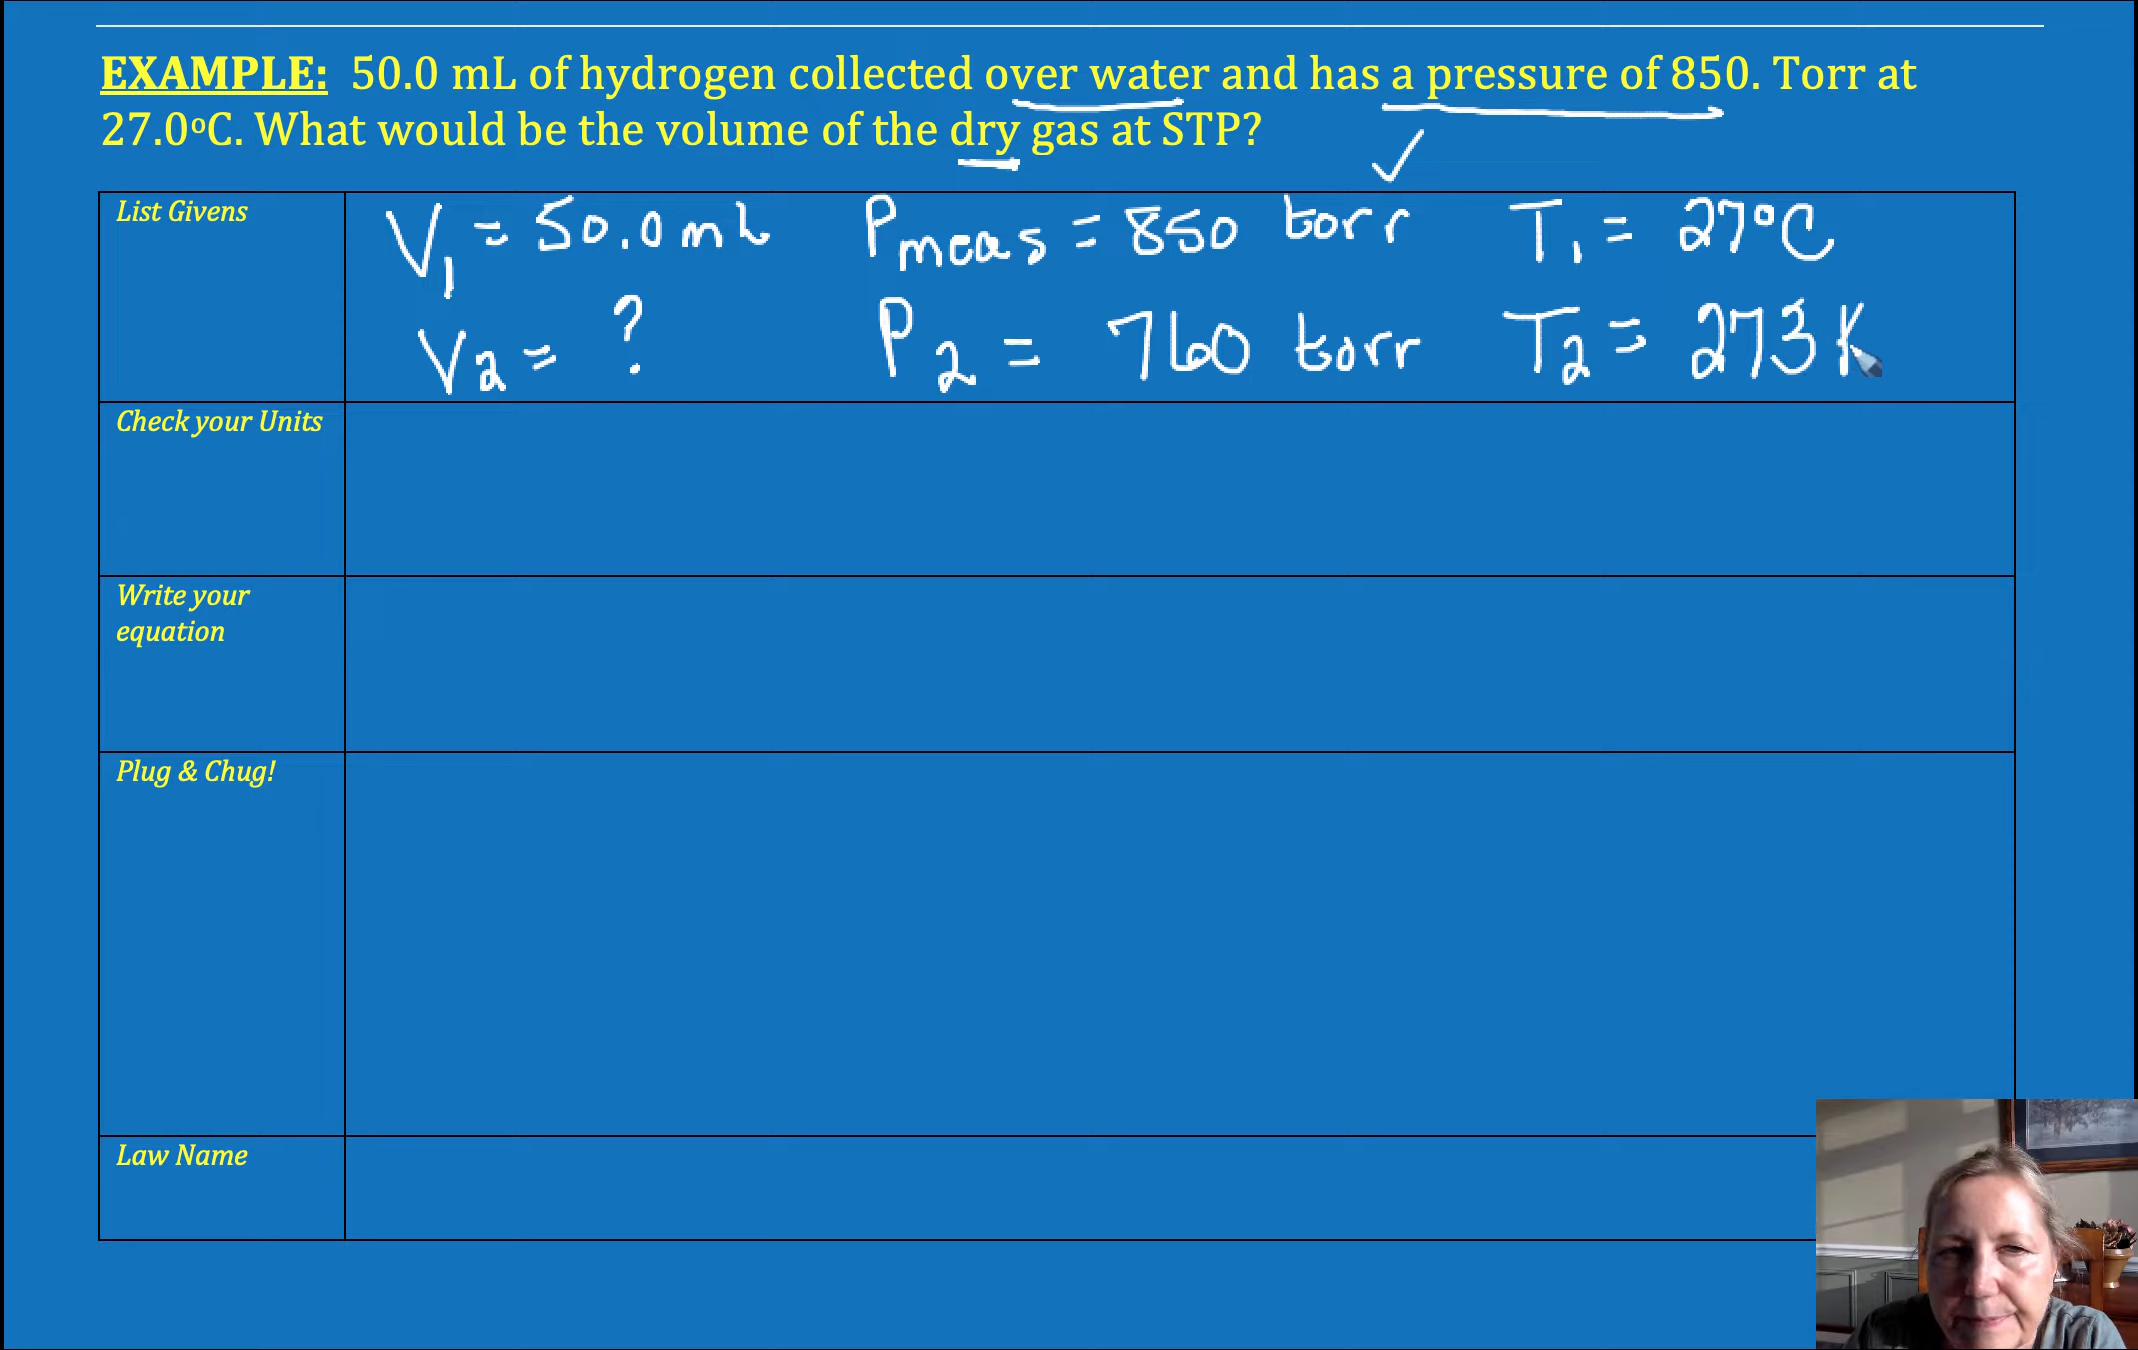 EXAMPLE: 50.0 mL of hydrogen collected over water and has a pressure of 850. Torr at
27.0ºC. What would be the volume of the dry gas at STP?
List Givens
V₁ = 50.0 mL P meas = 850 torr T₁ = 27°C
V₂ = ? P₂ = 760 torr T₂ = 273 K
Check your Units
Write your
equation
Plug & Chug!
Law Name